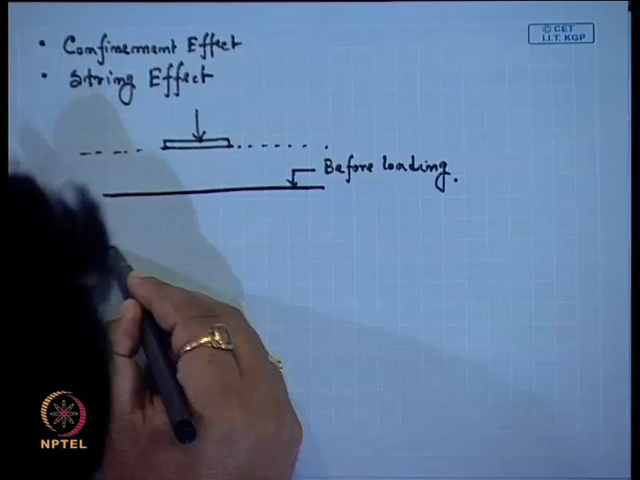 © CET
I.I.T. KGP
• Confinement Effect
• String Effect
Before loading.
NPTEL